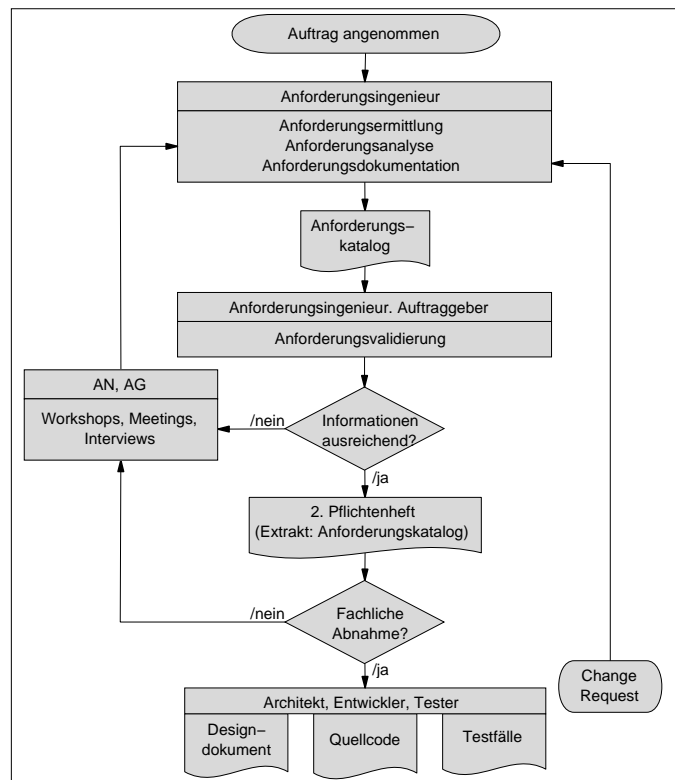 Auftrag angenommen
Anforderungsingenieur
Anforderungsermittlung
Anforderungsanalyse
Anforderungsdokumentation
Anforderungs−
katalog
Anforderungsingenieur. Auftraggeber
Anforderungsvalidierung
AN, AG
Workshops, Meetings,
Interviews
/nein
Informationen
ausreichend?
/ja
2. Pflichtenheft
(Extrakt: Anforderungskatalog)
/nein
Fachliche
Abnahme?
/ja
Change
Request
Architekt, Entwickler, Tester
Design−
dokument
Quellcode
Testfälle